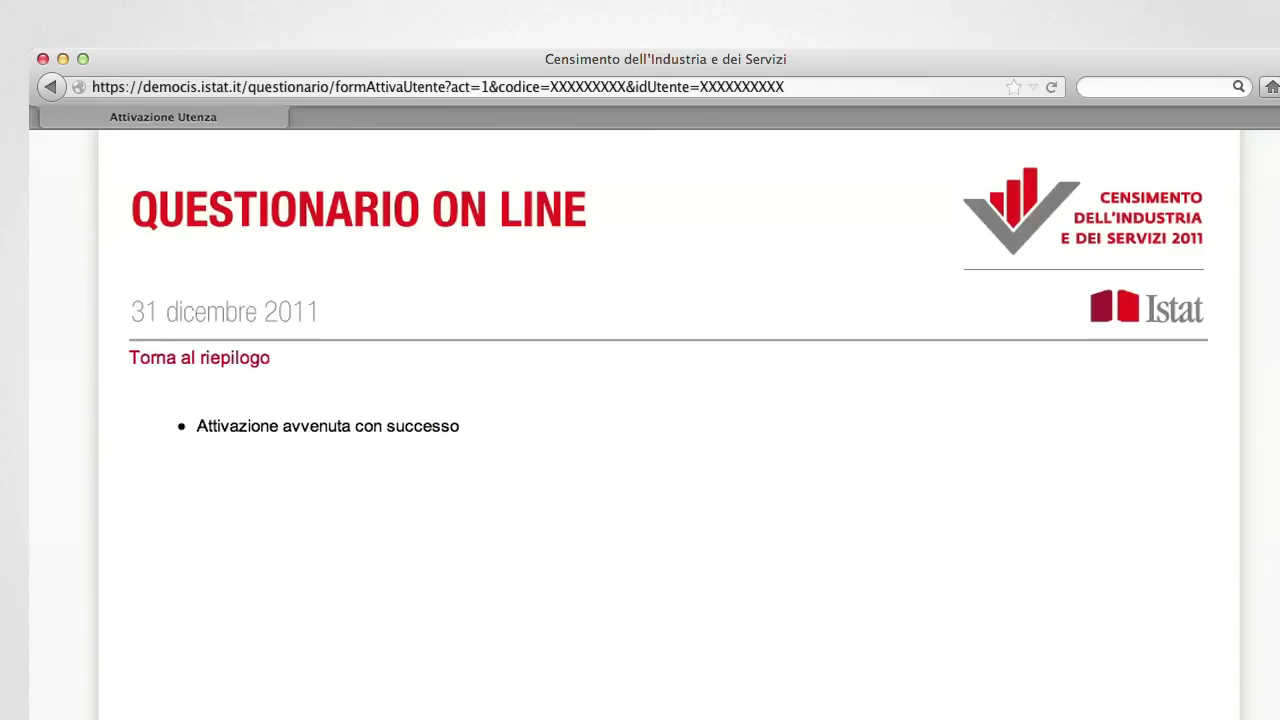 Censimento dell'Industria e dei Servizi
https://democis.istat.it/questionario/formAttivaUtente?act=1&codice=XXXXXXXXX&idUtente=XXXXXXXXXX
Attivazione Utenza
QUESTIONARIO ON LINE
CENSIMENTO
DELL'INDUSTRIA
E DEI SERVIZI 2011
31 dicembre 2011
Istat
Torna al riepilogo
• Attivazione avvenuta con successo